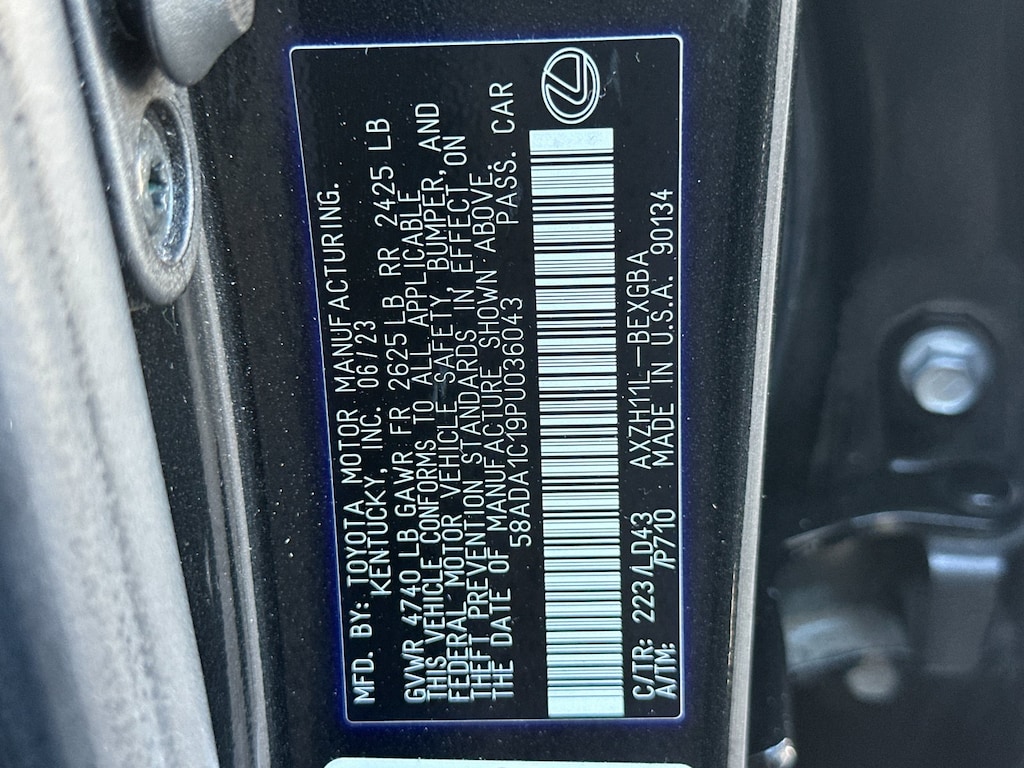 MFD. BY: TOYOTA MOTOR MANUFACTURING.
KENTUCKY, INC. 06/23
GVWR 4740 LB GAWR FR 2625 LB RR 2425 LB
THIS VEHICLE CONFORMS TO ALL APPLICABLE
FEDERAL MOTOR VEHICLE SAFETY, BUMPER, AND
THEFT PREVENTION STANDARDS IN EFFECT ON
THE DATE OF MANUFACTURE SHOWN ABOVE.
58ADA1C19PU036043 PASS. CAR
C/TR: 223/LD43 AXZH11L-BEXGBA
A/TM: /P710 MADE IN U.S.A. 90134